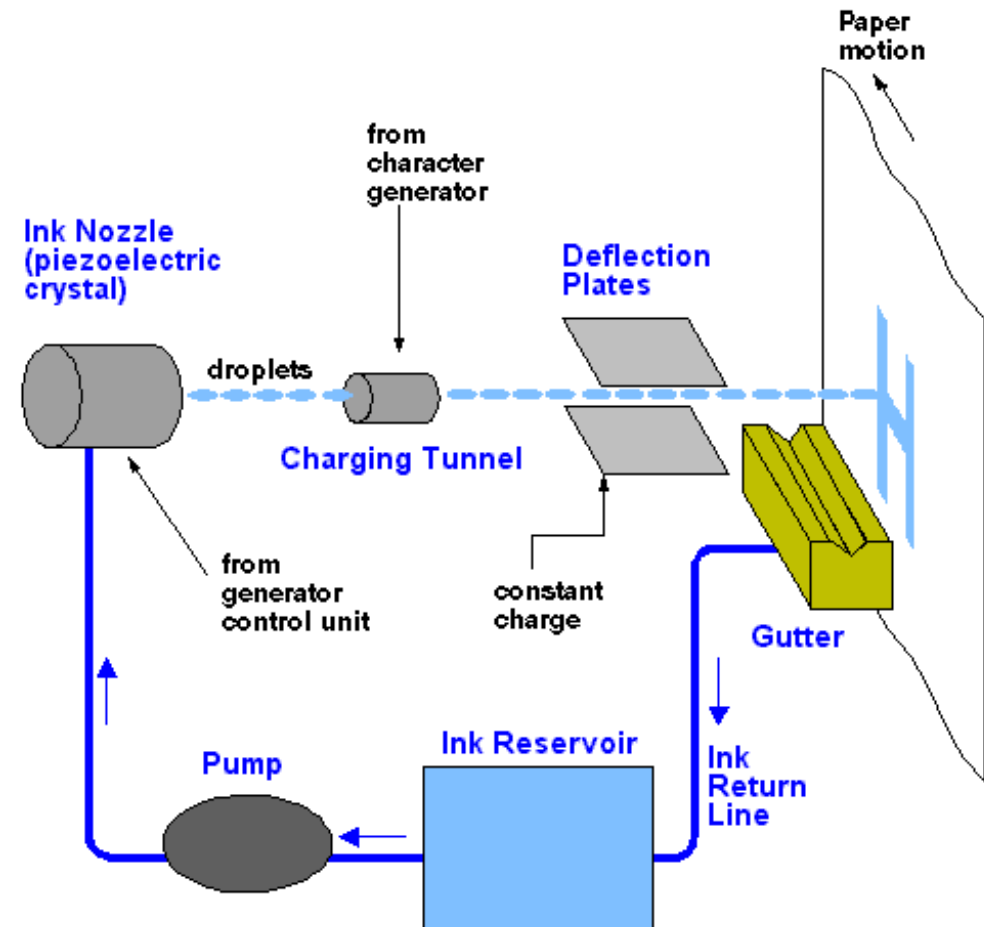 Paper
motion
from
character
generator
Ink Nozzle
(piezoelectric
crystal)
Deflection
Plates
droplets
Charging Tunnel
from
generator
control unit
constant
charge
Gutter
Ink Reservoir
Pump
Ink
Return
Line